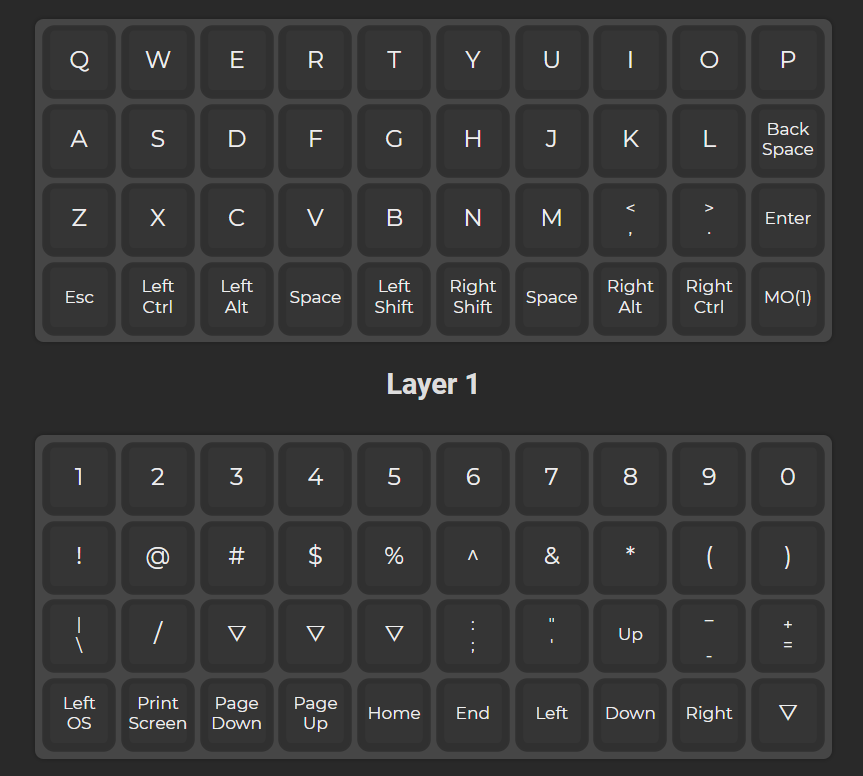 Q W E R T Y U I O P
A S D F G H J K L Back Space
Z X C V B N M < , > . Enter
Esc Left Ctrl Left Alt Space Left Shift Right Shift Space Right Alt Right Ctrl MO(1)
Layer 1
1 2 3 4 5 6 7 8 9 0
! @ # $ % ^ & * ( )
| \ / ▽ ▽ ▽ : ; " ' Up _ - + =
Left OS Print Screen Page Down Page Up Home End Left Down Right ▽